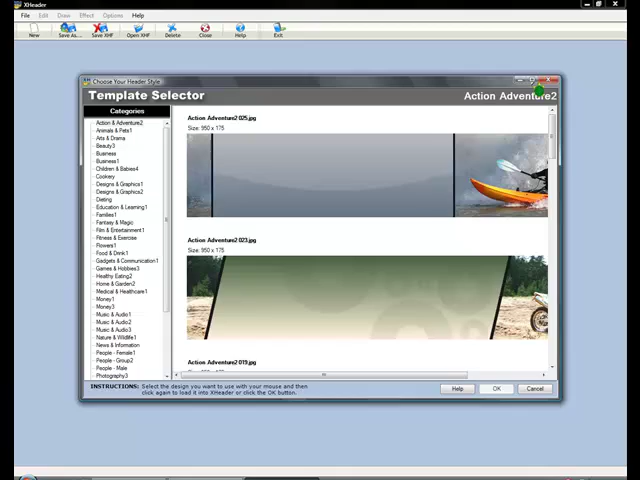 XHeader
File Edit Draw Effect Options Help
New Save As... Save XHF Open XHF Delete Close Help Exit
Choose Your Header Style
Template Selector
Action Adventure2
Categories
Action & Adventure2
Animals & Pets1
Arts & Drama
Beauty3
Business
Business1
Children & Babies4
Cookery
Designs & Graphics1
Designs & Graphics2
Dieting
Education & Learning1
Families1
Fantasy & Magic
Film & Entertainment1
Fitness & Exercise
Flowers1
Food & Drink1
Gadgets & Communication1
Games & Hobbies3
Healthy Eating2
Home & Garden2
Medical & Healthcare1
Money1
Money3
Music & Audio1
Music & Audio2
Music & Audio3
Nature & Wildlife1
News & Information
People - Female1
People - Group2
People - Male
Photography3
Action Adventure2 025.jpg
Size: 950 x 175
Action Adventure2 023.jpg
Size: 950 x 175
Action Adventure2 019.jpg
INSTRUCTIONS: Select the design you want to use with your mouse and then
click again to load it into XHeader or click the OK button.
Help OK Cancel